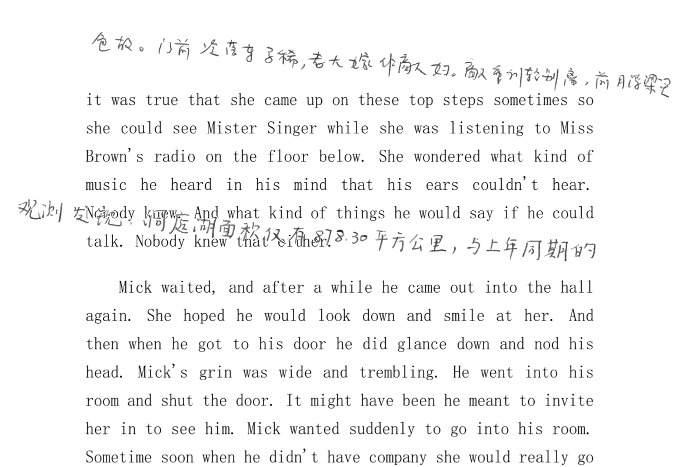 色故。门前冷落车马稀，老大嫁作商人妇。商人重利轻别离，前月浮梁买
it was true that she came up on these top steps sometimes so
she could see Mister Singer while she was listening to Miss
Brown's radio on the floor below. She wondered what kind of
music he heard in his mind that his ears couldn't hear.
观测发现：洞庭湖面积仅有878.30平方公里，与上年同期的
Nobody knew. And what kind of things he would say if he could
talk. Nobody knew that either.
Mick waited, and after a while he came out into the hall
again. She hoped he would look down and smile at her. And
then when he got to his door he did glance down and nod his
head. Mick's grin was wide and trembling. He went into his
room and shut the door. It might have been he meant to invite
her in to see him. Mick wanted suddenly to go into his room.
Sometime soon when he didn't have company she would really go